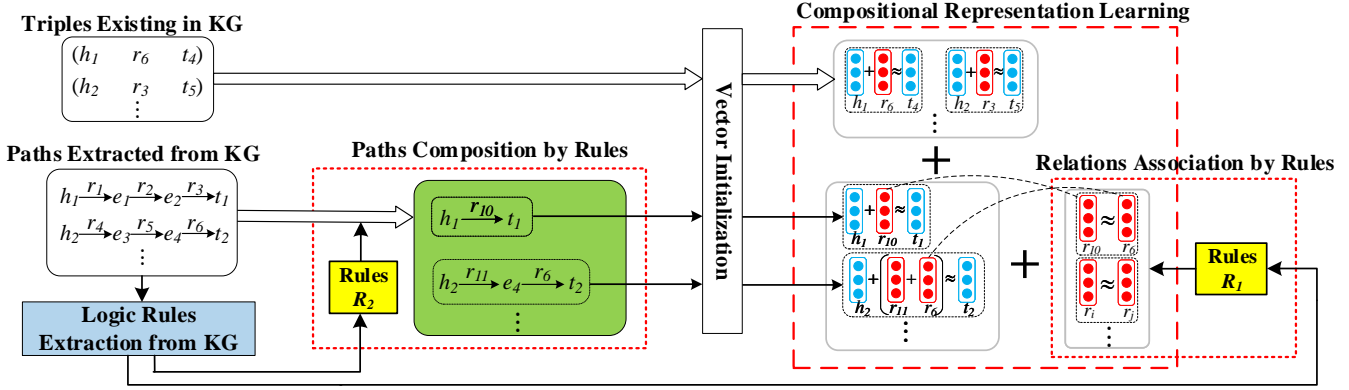 Triples Existing in KG
(h1 r6 t4)
(h2 r3 t5)
⋮
Paths Extracted from KG
h1 r1 e1 r2 e2 r3 t1
h2 r4 e3 r5 e4 r6 t2
⋮
Logic Rules
Extraction from KG
Paths Composition by Rules
Rules
R2
h1 r10 t1
h2 r11 e4 r6 t2
⋮
Vector Initialization
Compositional Representation Learning
+ ≈ + ≈
h1 r6 t4 h2 r3 t5
⋮
+
+ ≈
h1 r10 t1
+ + ≈
h2 r11 r6 t2
⋮
+
Relations Association by Rules
≈
r10 r6
≈
ri rj
⋮
Rules
R1